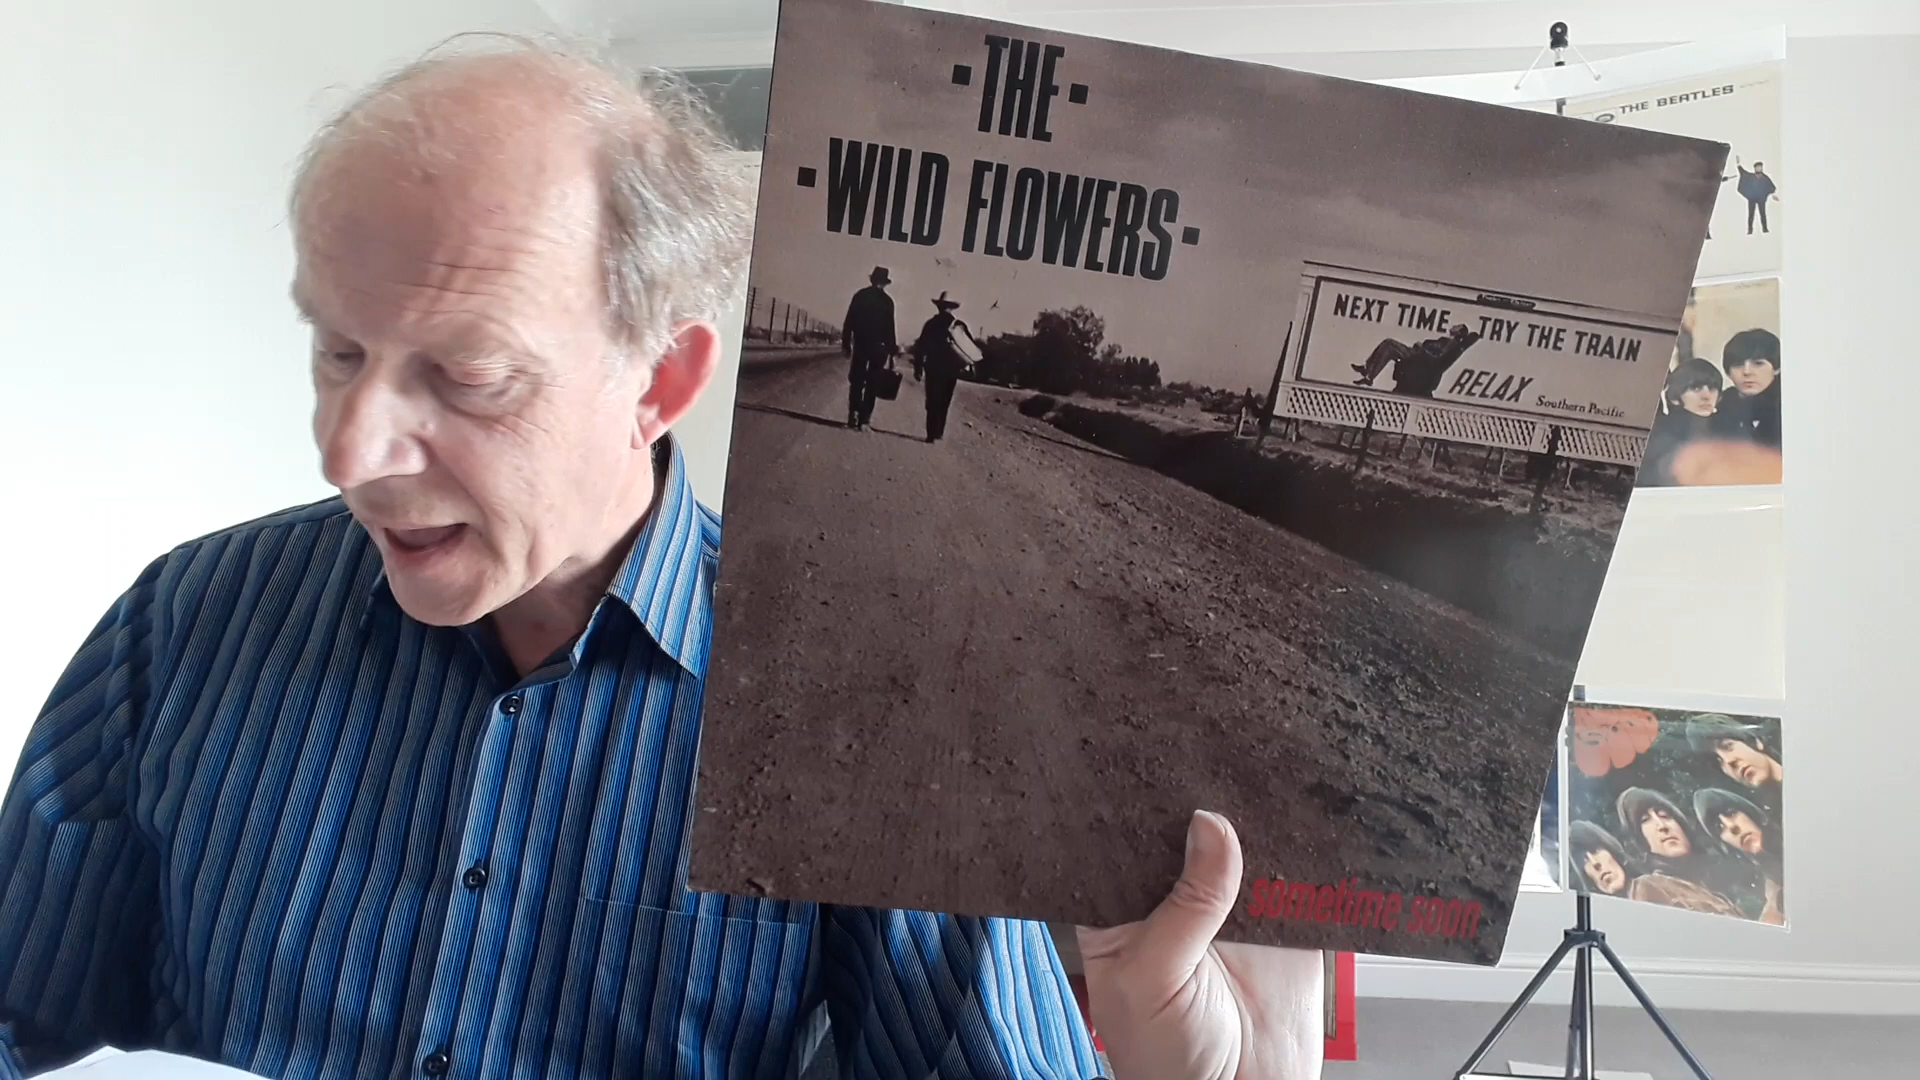 ·THE·
·WILD FLOWERS·
NEXT TIME TRY THE TRAIN
RELAX
Southern Pacific
sometime soon
THE BEATLES